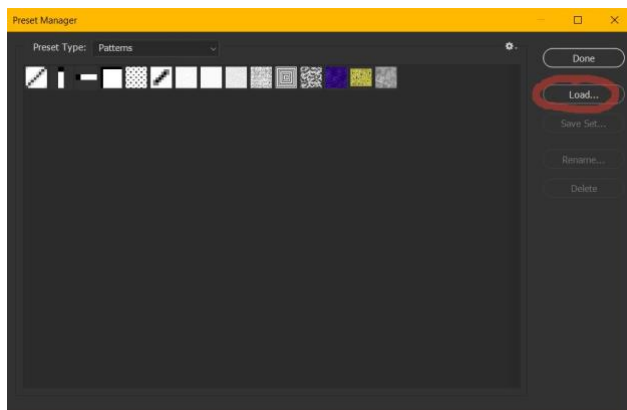 Preset Manager
Preset Type: Patterns
Done
Load...
Save Set...
Rename...
Delete